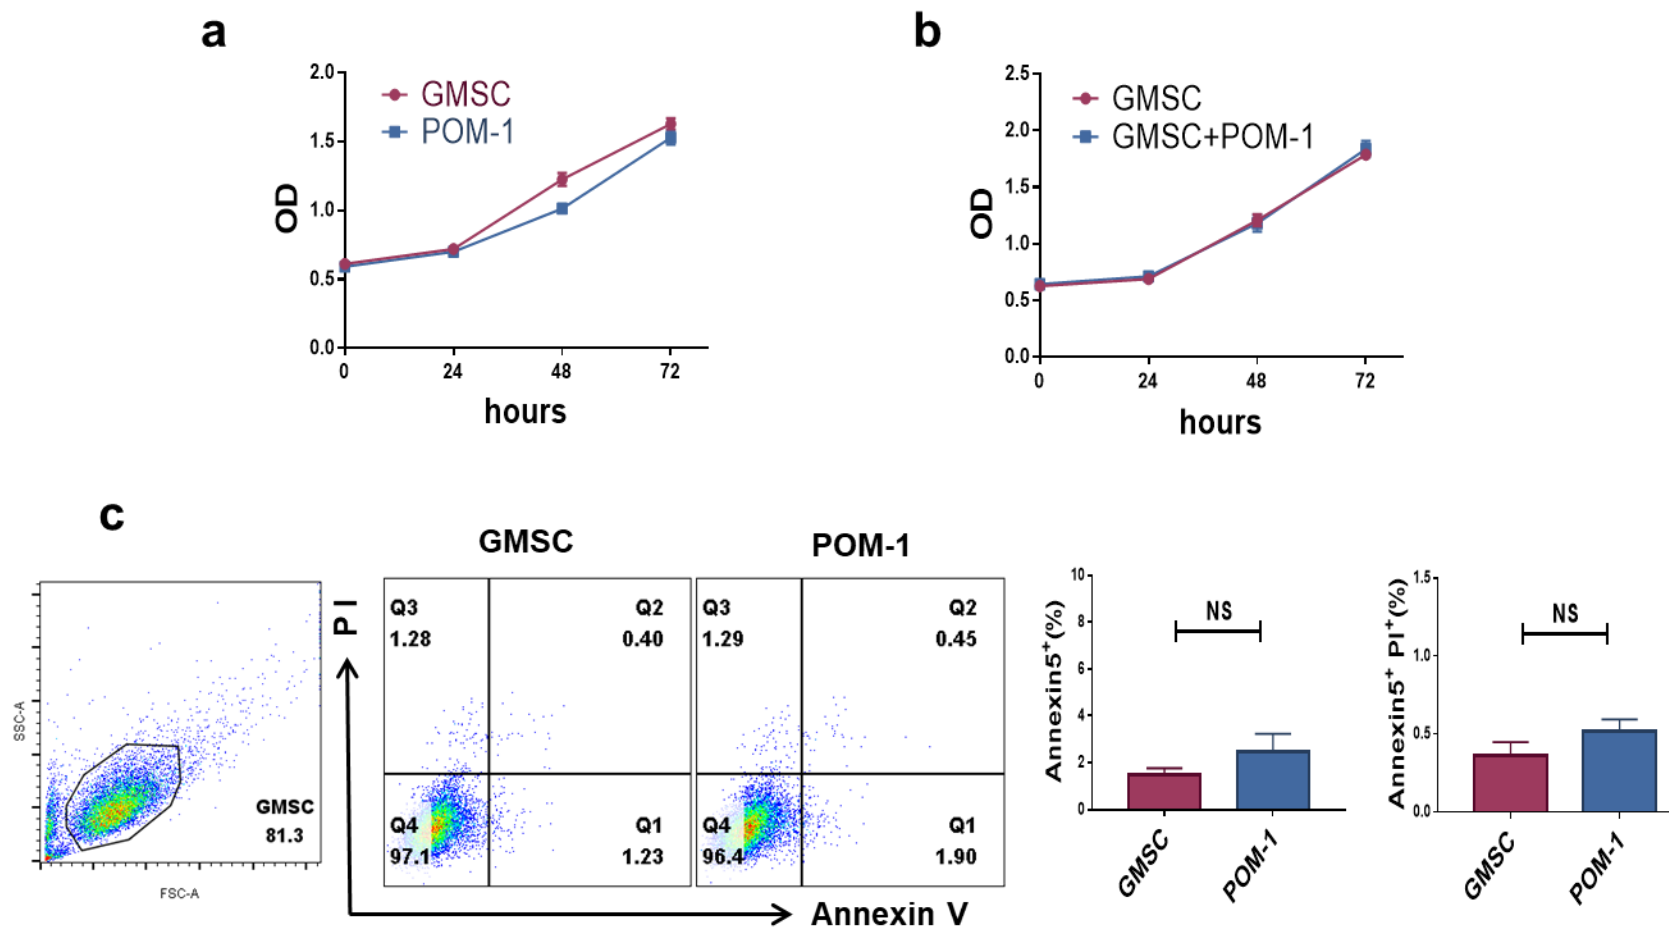 a
2.0
1.5
1.0
0.5
0.0
OD
GMSC
POM-1
0 24 48 72
hours
b
2.5
2.0
1.5
1.0
0.5
0.0
OD
GMSC
GMSC+POM-1
0 24 48 72
hours
c
SSC-A
GMSC
81.3
FSC-A
PI
GMSC
Q3
1.28
Q2
0.40
Q4
97.1
Q1
1.23
POM-1
Q3
1.29
Q2
0.45
Q4
96.4
Q1
1.90
Annexin V
Annexin5+(%)
10
8
6
4
2
0
NS
GMSC
POM-1
Annexin5+ PI+(%)
1.5
1.0
0.5
0.0
NS
GMSC
POM-1